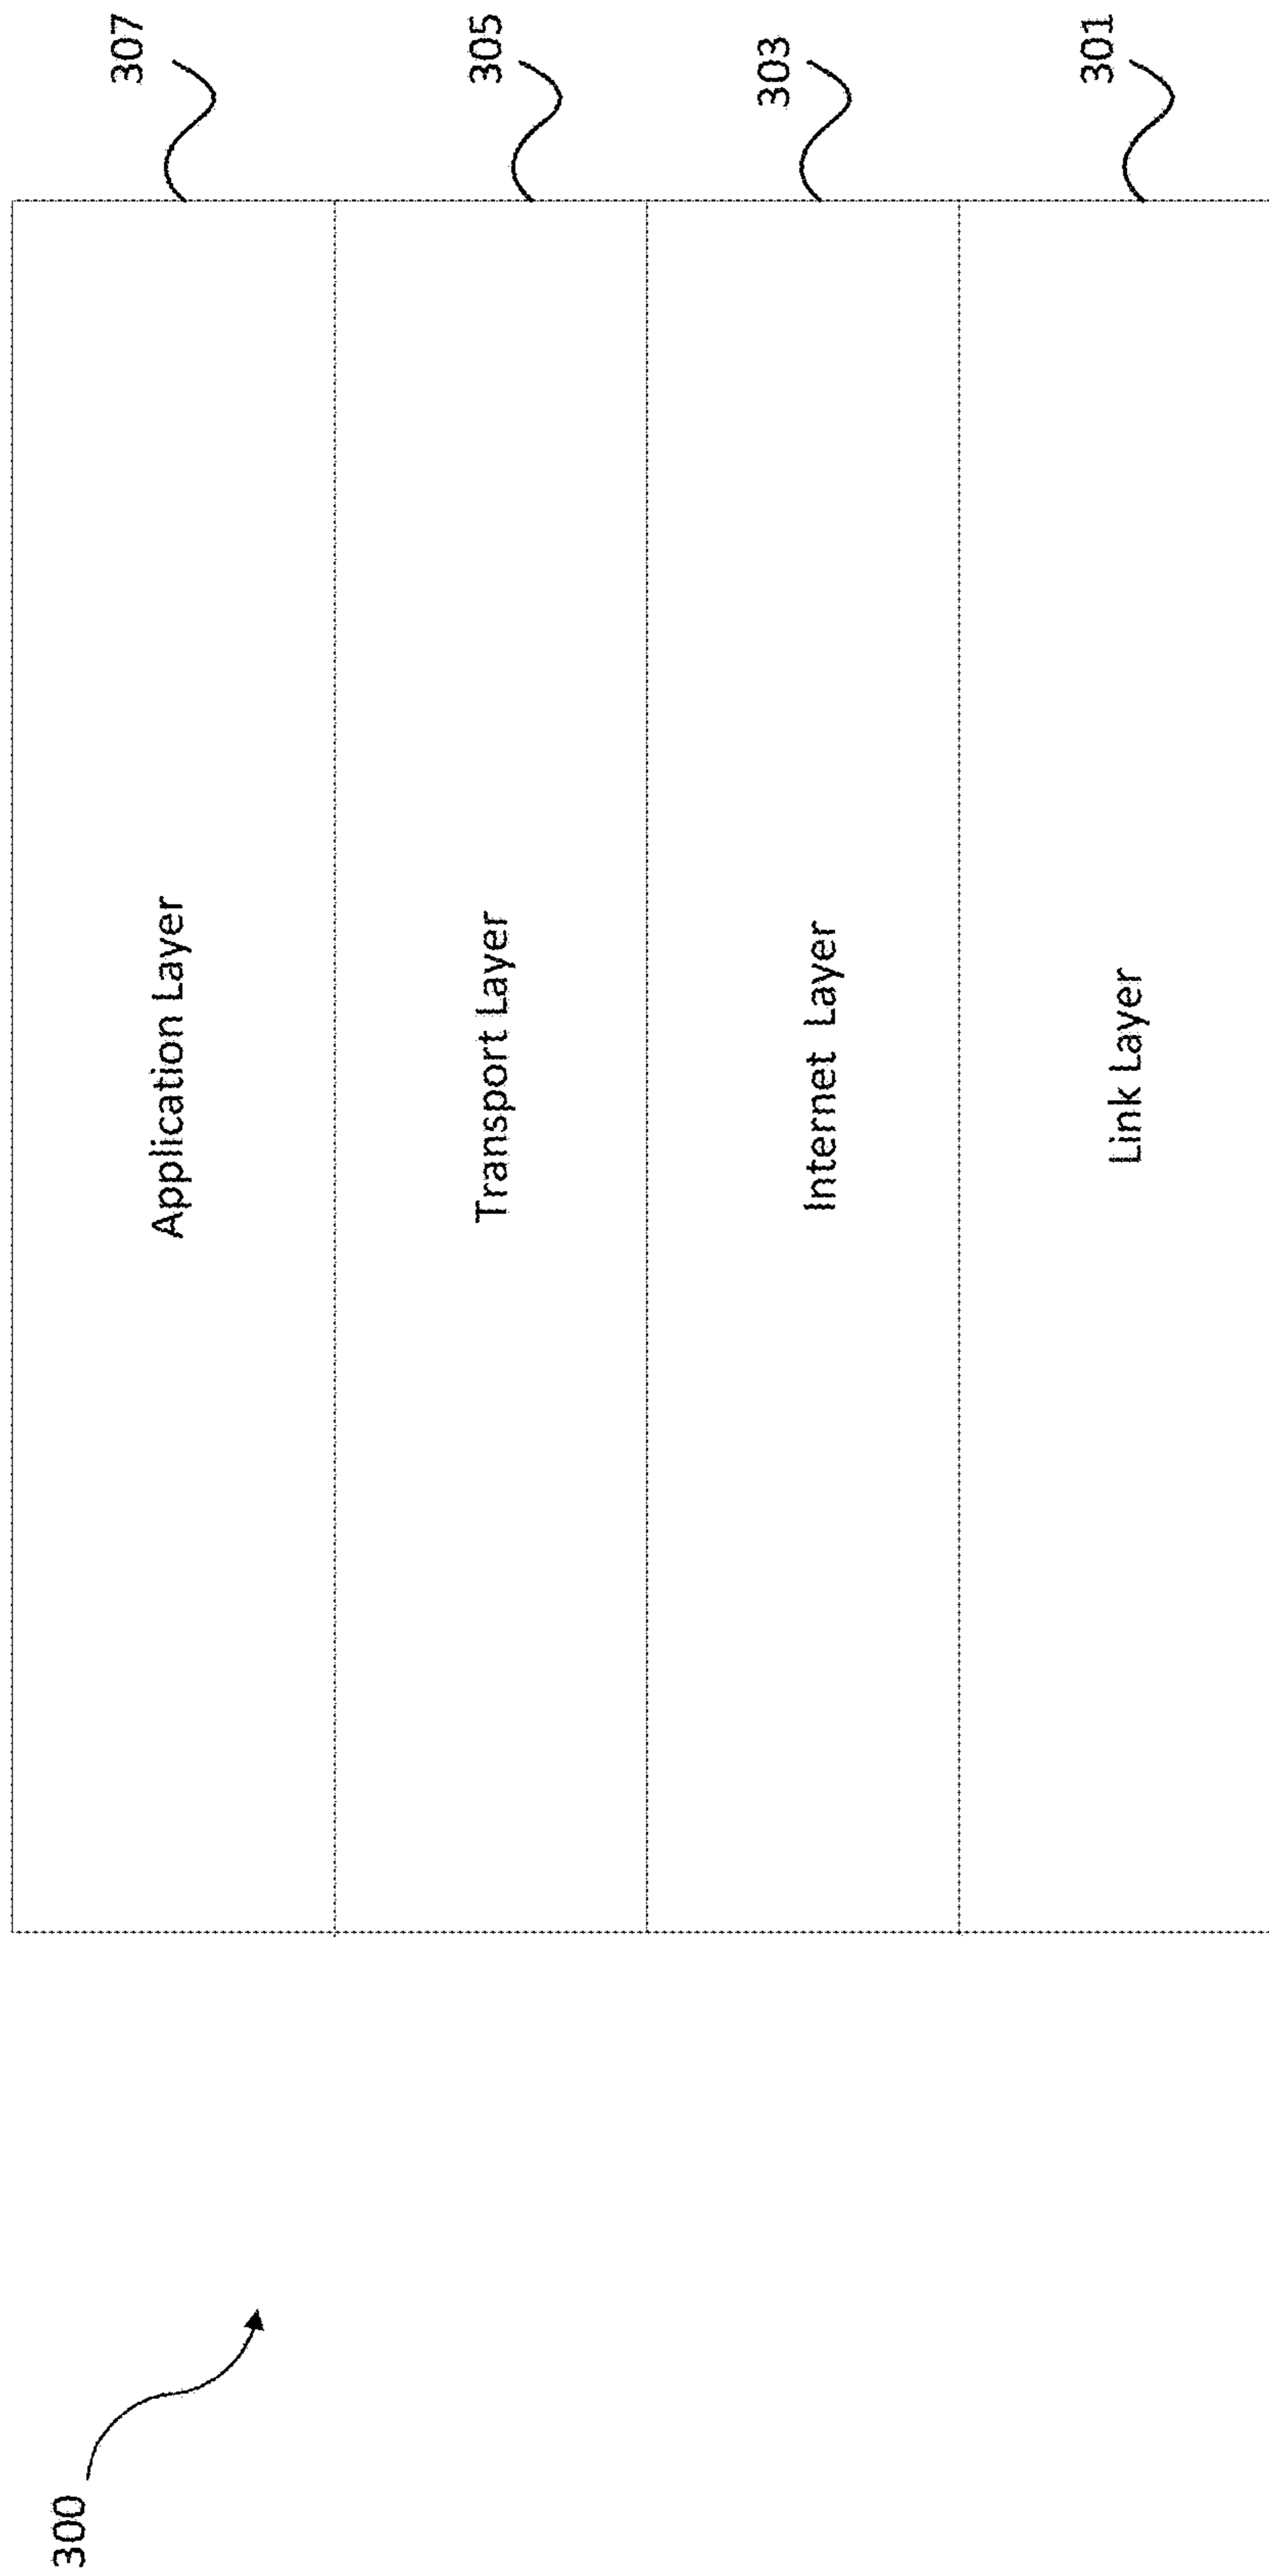 300
Application Layer
307
Transport Layer
305
Internet Layer
303
Link Layer
301